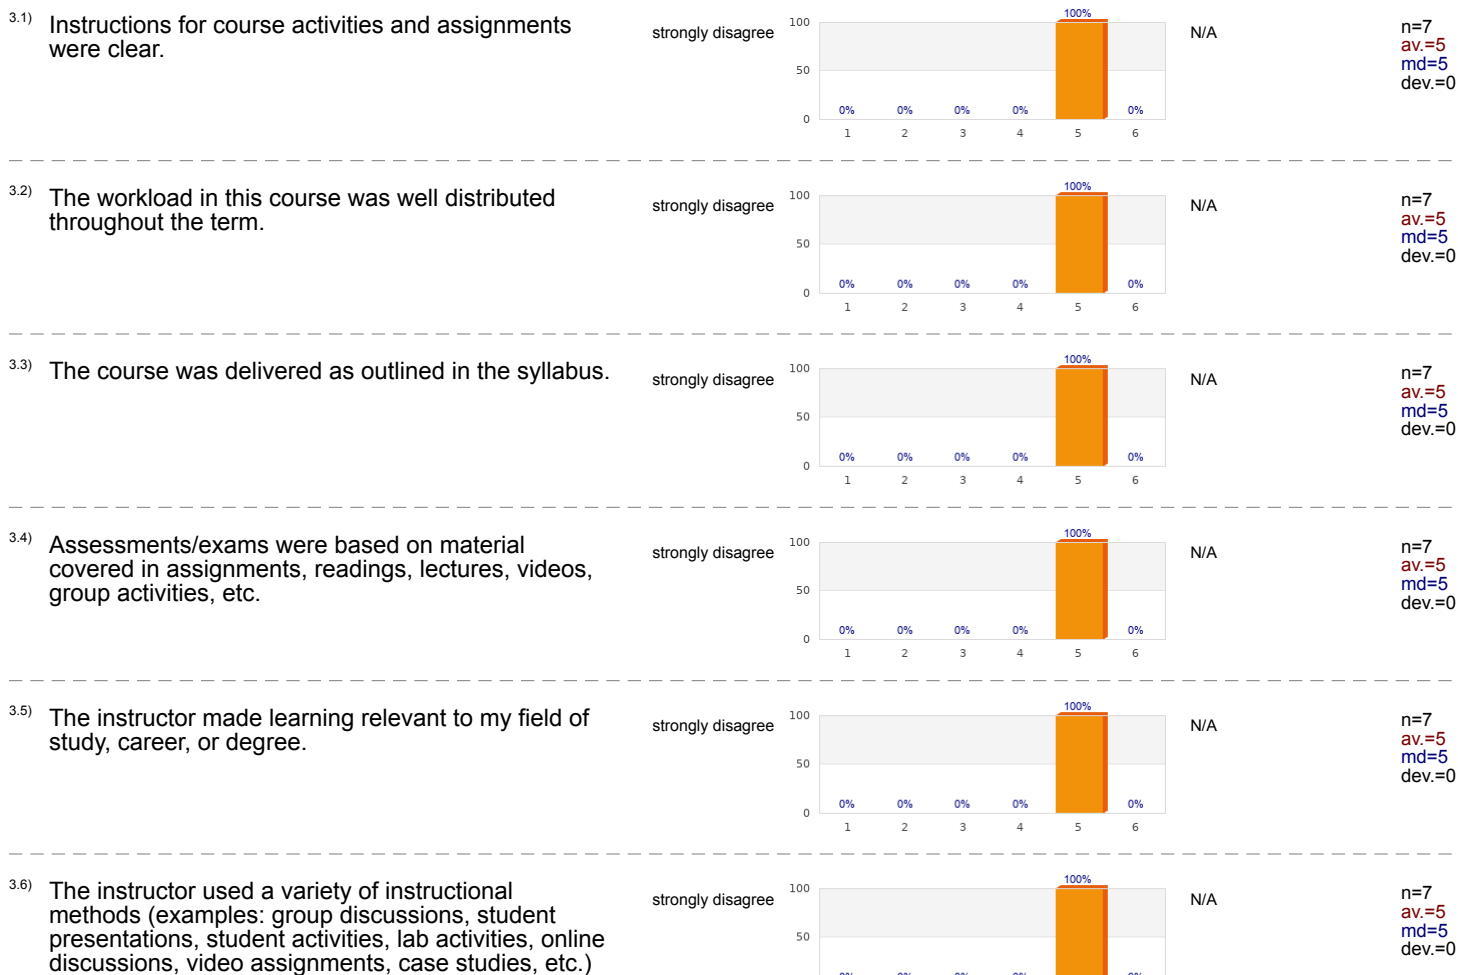 3.1) Instructions for course activities and assignments
were clear.
strongly disagree
N/A
n=7
av.=5
md=5
dev.=0
100
50
0
100%
0% 0% 0% 0% 0%
1 2 3 4 5 6
3.2) The workload in this course was well distributed
throughout the term.
strongly disagree
N/A
n=7
av.=5
md=5
dev.=0
100
50
0
100%
0% 0% 0% 0% 0%
1 2 3 4 5 6
3.3) The course was delivered as outlined in the syllabus.
strongly disagree
N/A
n=7
av.=5
md=5
dev.=0
100
50
0
100%
0% 0% 0% 0% 0%
1 2 3 4 5 6
3.4) Assessments/exams were based on material
covered in assignments, readings, lectures, videos,
group activities, etc.
strongly disagree
N/A
n=7
av.=5
md=5
dev.=0
100
50
0
100%
0% 0% 0% 0% 0%
1 2 3 4 5 6
3.5) The instructor made learning relevant to my field of
study, career, or degree.
strongly disagree
N/A
n=7
av.=5
md=5
dev.=0
100
50
0
100%
0% 0% 0% 0% 0%
1 2 3 4 5 6
3.6) The instructor used a variety of instructional
methods (examples: group discussions, student
presentations, student activities, lab activities, online
discussions, video assignments, case studies, etc.)
strongly disagree
N/A
n=7
av.=5
md=5
dev.=0
100
50
100%